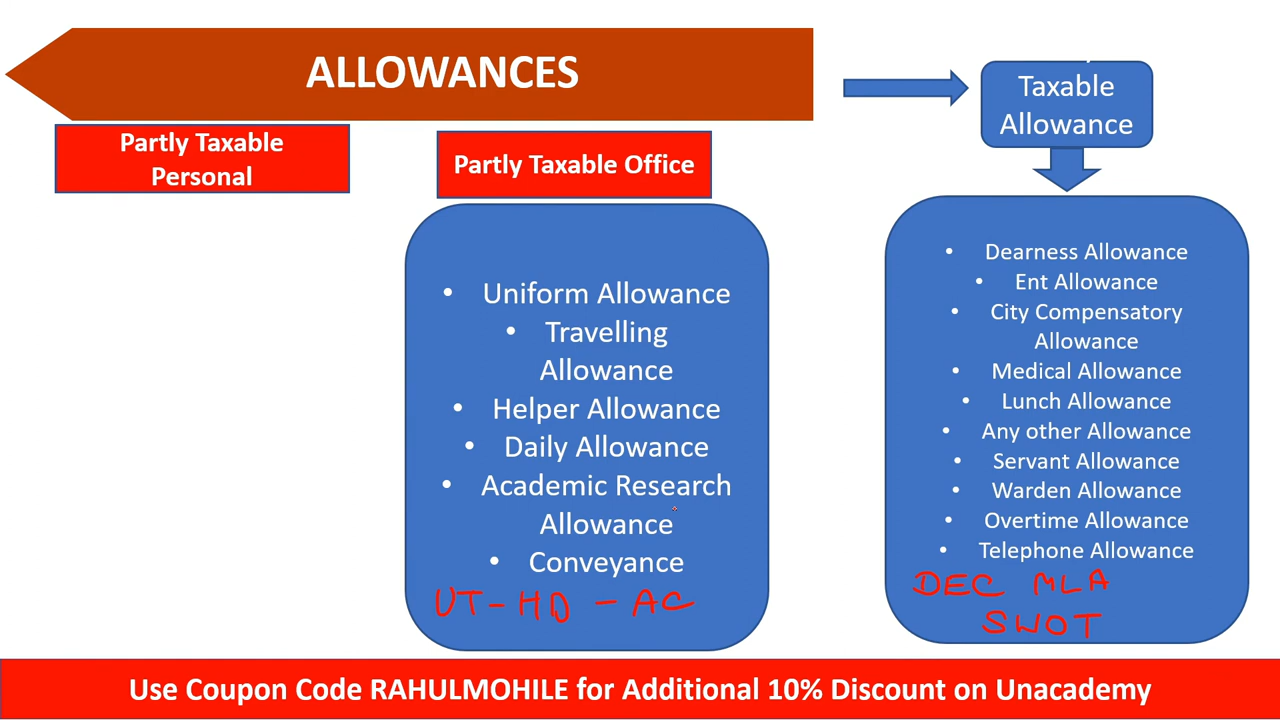 ALLOWANCES
Taxable
Allowance
Partly Taxable
Personal
Partly Taxable Office
• Uniform Allowance
• Travelling
Allowance
• Helper Allowance
• Daily Allowance
• Academic Research
Allowance
• Conveyance
UT-HD - AC
• Dearness Allowance
• Ent Allowance
• City Compensatory
Allowance
• Medical Allowance
• Lunch Allowance
• Any other Allowance
• Servant Allowance
• Warden Allowance
• Overtime Allowance
• Telephone Allowance
DEC MLA
SWOT
Use Coupon Code RAHULMOHILE for Additional 10% Discount on Unacademy